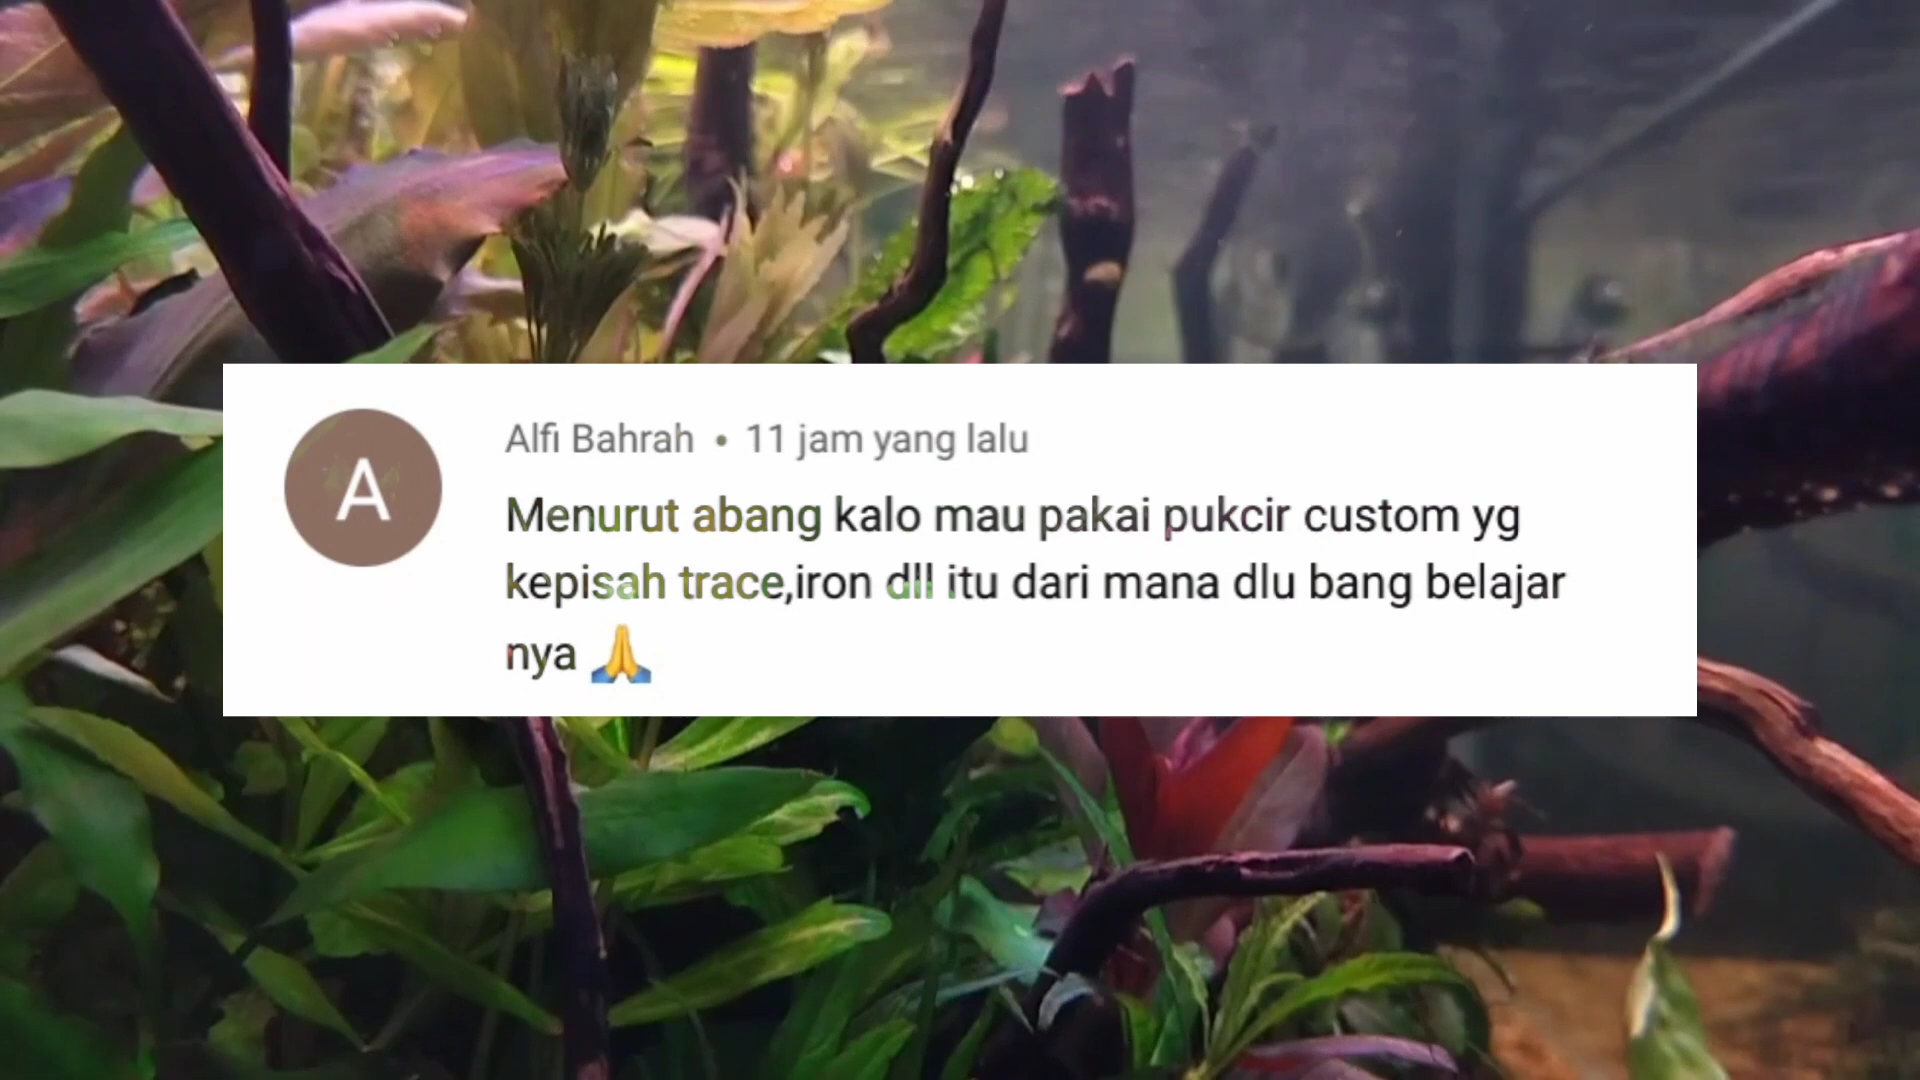 A
Alfi Bahrah • 11 jam yang lalu
Menurut abang kalo mau pakai pukcir custom yg
kepisah trace,iron dll itu dari mana dlu bang belajar
nya 🙏